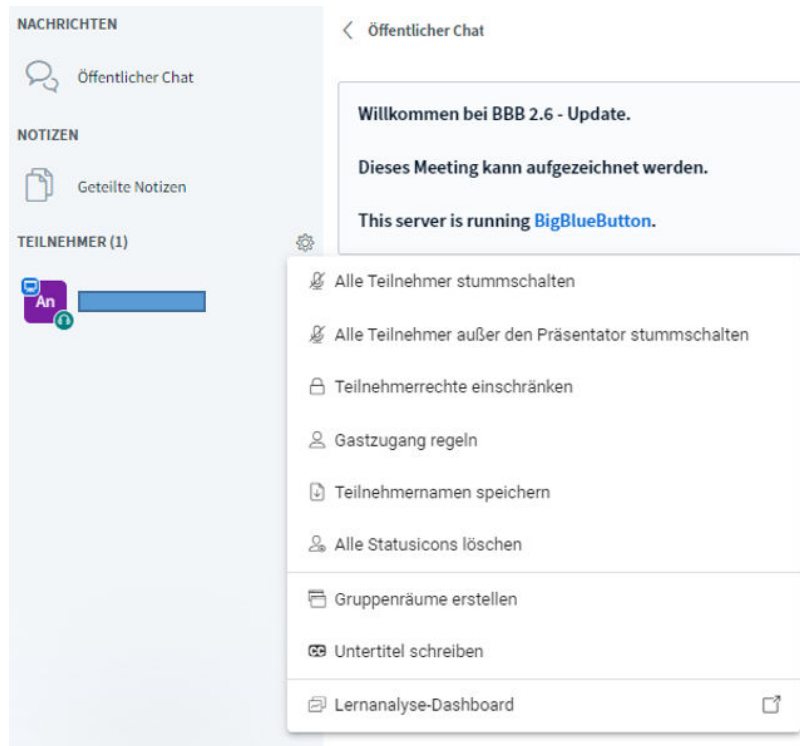 NACHRICHTEN
Öffentlicher Chat
NOTIZEN
Geteilte Notizen
TEILNEHMER (1)
An
Öffentlicher Chat
Willkommen bei BBB 2.6 - Update.
Dieses Meeting kann aufgezeichnet werden.
This server is running BigBlueButton.
Alle Teilnehmer stummschalten
Alle Teilnehmer außer den Präsentator stummschalten
Teilnehmerrechte einschränken
Gastzugang regeln
Teilnehmernamen speichern
Alle Statusicons löschen
Gruppenräume erstellen
Untertitel schreiben
Lernanalyse-Dashboard